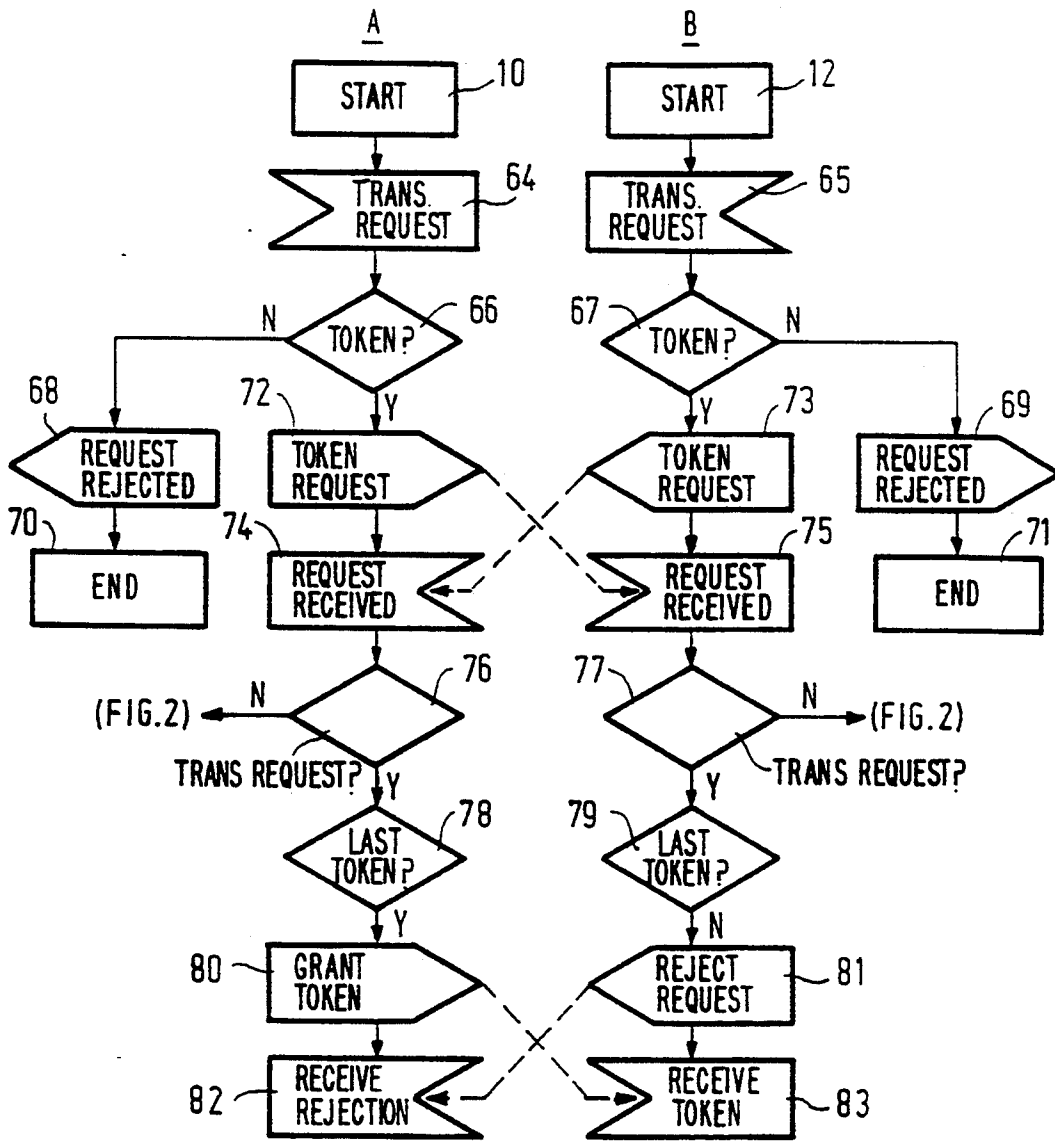 A
B
START
10
START
12
TRANS.
REQUEST
64
TRANS.
REQUEST
65
N
TOKEN?
66
67
TOKEN?
N
Y
Y
68
REQUEST
REJECTED
72
TOKEN
REQUEST
73
TOKEN
REQUEST
69
REQUEST
REJECTED
70
END
74
REQUEST
RECEIVED
75
REQUEST
RECEIVED
71
END
76
77
(FIG.2)
N
N
(FIG.2)
TRANS REQUEST?
TRANS REQUEST?
Y
Y
LAST
TOKEN?
78
79
LAST
TOKEN?
Y
N
80
GRANT
TOKEN
REJECT
REQUEST
81
82
RECEIVE
REJECTION
RECEIVE
TOKEN
83